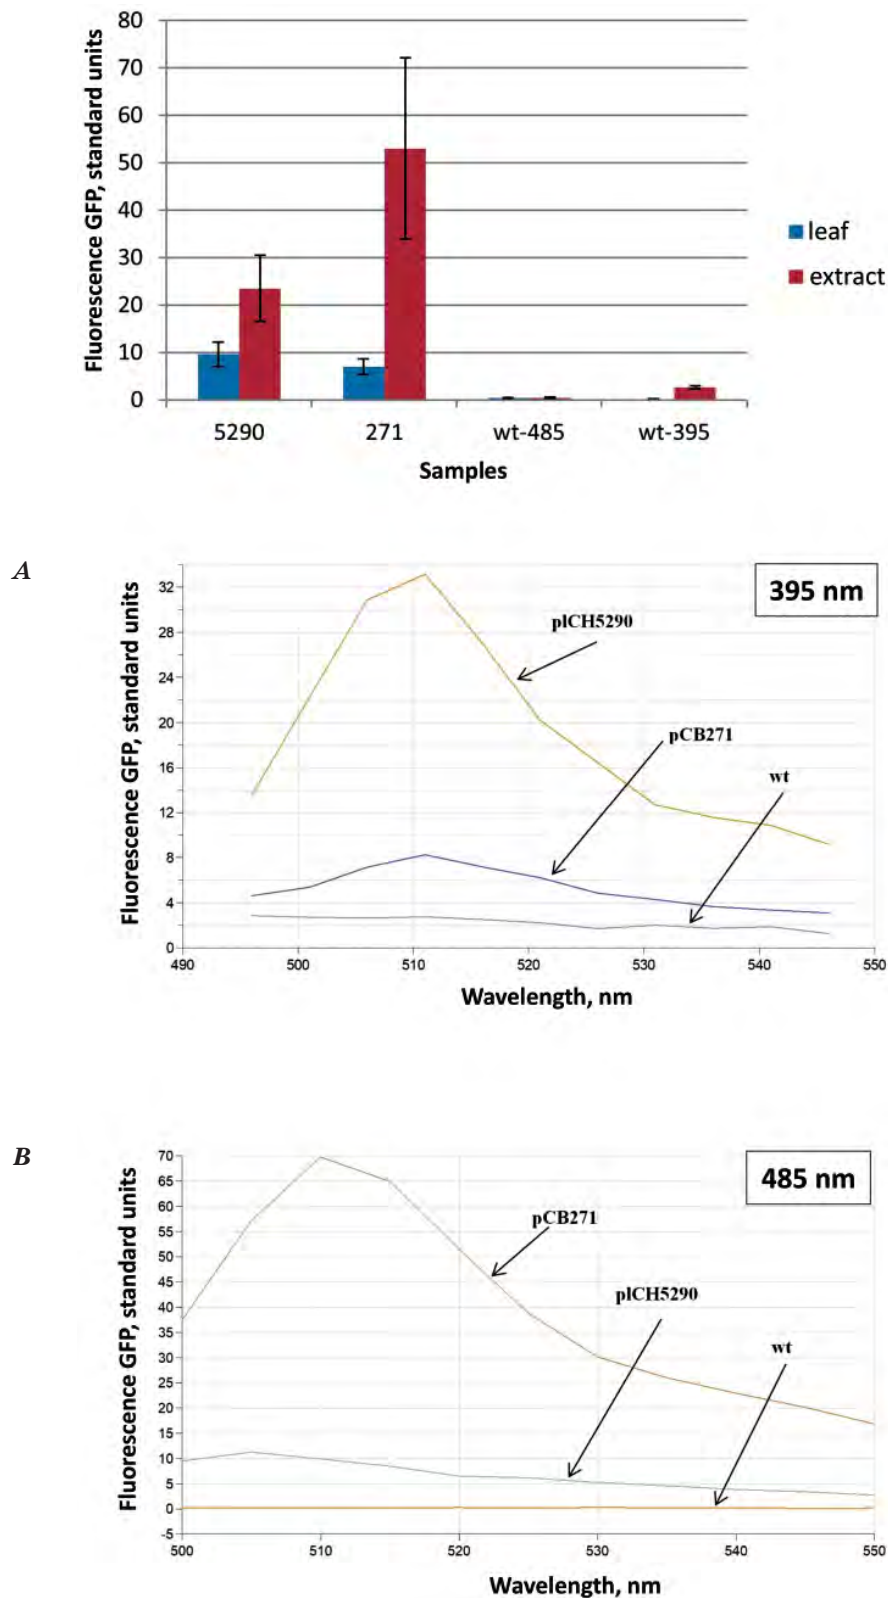 Fluorescence GFP, standard units
80
70
60
50
40
30
20
10
0
5290 271 wt-485 wt-395
Samples
leaf
extract
A
Fluorescence GFP, standard units
395 nm
32
28
24
20
16
12
8
4
0
pICH5290
pCB271
wt
490 500 510 520 530 540 550
Wavelength, nm
B
Fluorescence GFP, standard units
485 nm
70
65
60
55
50
45
40
35
30
25
20
15
10
5
0
-5
pCB271
pICH5290
wt
500 510 520 530 540 550
Wavelength, nm